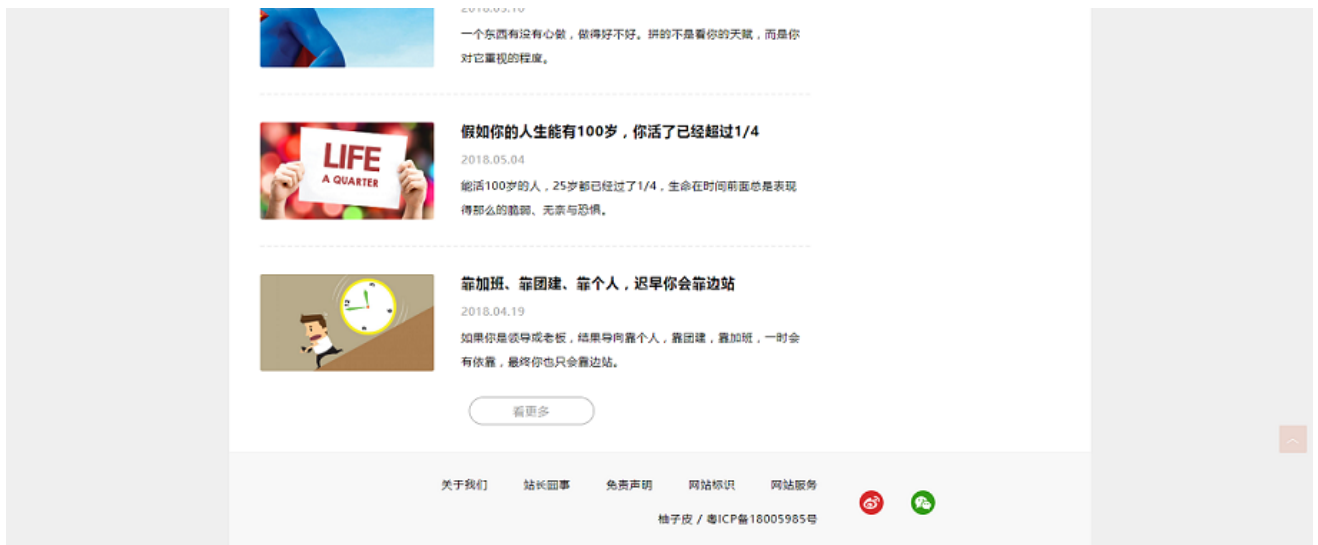 2018.05.10
一个东西有没有心做，做得好不好。拼的不是看你的天赋，而是你
对它重视的程度。
假如你的人生能有100岁，你活了已经超过1/4
2018.05.04
LIFE
A QUARTER
能活100岁的人，25岁都已经过了1/4，生命在时间前面总是表现
得那么的脆弱、无奈与恐惧。
靠加班、靠团建、靠个人，迟早你会靠边站
2018.04.19
如果你是领导或老板，结果导向靠个人，靠团建，靠加班，一时会
有依靠，最终你也只会靠边站。
看更多
关于我们 站长囧事 免责声明 网站标识 网站服务
柚子皮 / 粤ICP备18005985号